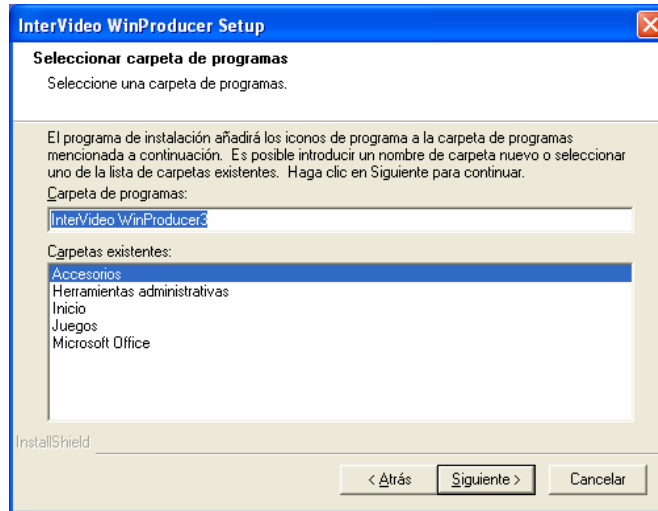 InterVideo WinProducer Setup
Seleccionar carpeta de programas
Seleccione una carpeta de programas.
El programa de instalación añadirá los iconos de programa a la carpeta de programas
mencionada a continuación. Es posible introducir un nombre de carpeta nuevo o seleccionar
uno de la lista de carpetas existentes. Haga clic en Siguiente para continuar.
Carpeta de programas:
InterVideo WinProducer3
Carpetas existentes:
Accesorios
Herramientas administrativas
Inicio
Juegos
Microsoft Office
InstallShield
< Atrás Siguiente > Cancelar